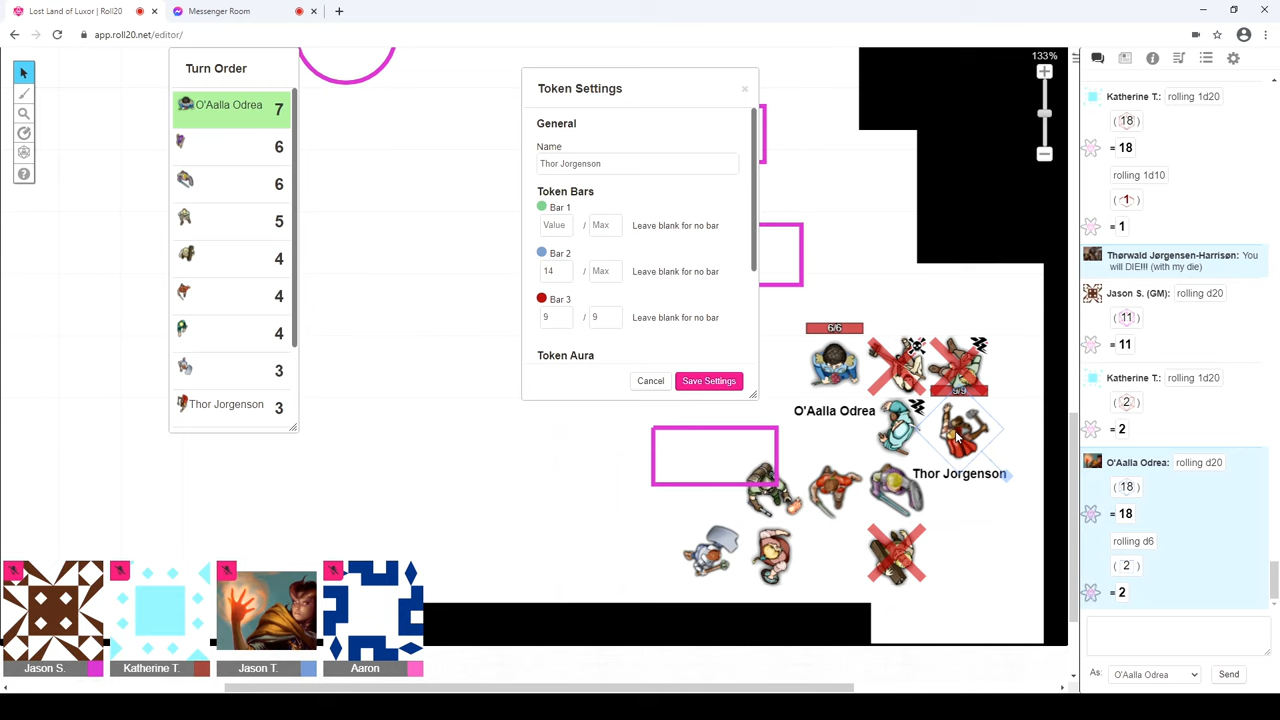 Lost Land of Luxor | Roll20
Messenger Room
app.roll20.net/editor/
Turn Order
O'Aalla Odrea 7
6
6
5
4
4
4
3
Thor Jorgenson 3
Token Settings
General
Name
Thor Jorgenson
Token Bars
Bar 1
Value / Max Leave blank for no bar
Bar 2
14 / Max Leave blank for no bar
Bar 3
9 / 9 Leave blank for no bar
Token Aura
Cancel Save Settings
133%
6/6
9/9
O'Aalla Odrea
Thor Jorgenson
Jason S.
Katherine T.
Jason T.
Aaron
Katherine T.: rolling 1d20
(18)
= 18
rolling 1d10
(1)
= 1
Thørwald Jørgensen-Harrisøn: You
will DIE!!! (with my die)
Jason S. (GM): rolling d20
(11)
= 11
Katherine T.: rolling 1d20
(2)
= 2
O'Aalla Odrea: rolling d20
(18)
= 18
rolling d6
(2)
= 2
As: O'Aalla Odrea Send